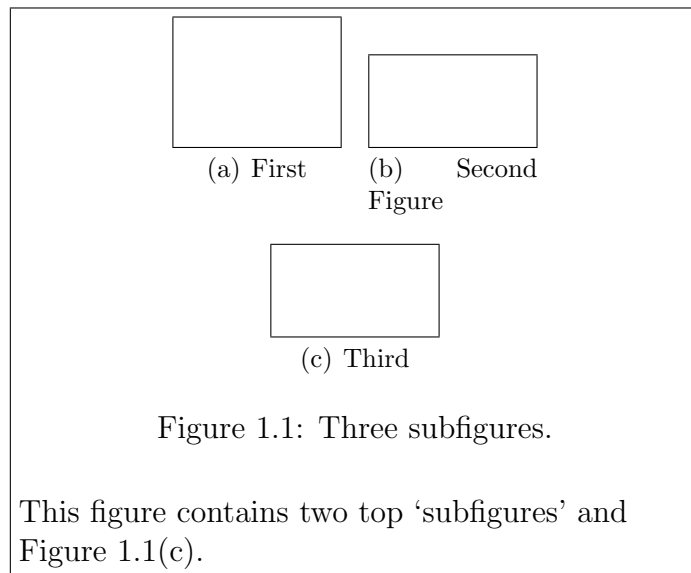 (a) First
(b) Second
Figure
(c) Third
Figure 1.1: Three subfigures.
This figure contains two top ‘subfigures’ and
Figure 1.1(c).